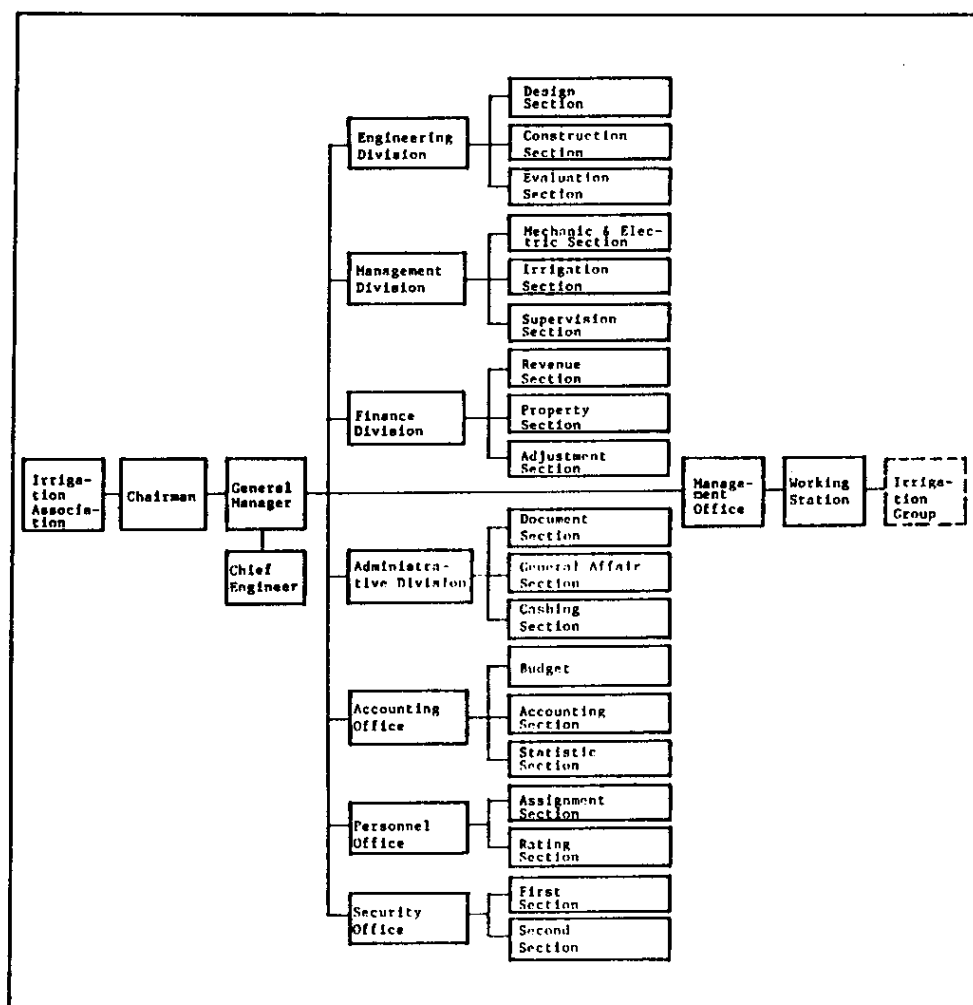 Design
Section
Engineering
Division
Construction
Section
Evaluation
Section
Mechanic & Elec-
tric Section
Management
Division
Irrigation
Section
Supervision
Section
Revenue
Section
Finance
Division
Property
Section
Adjustment
Section
Irriga-
tion
Associa-
tion
Chairman
General
Manager
Manage-
ment
Office
Working
Station
Irriga-
tion
Group
Chief
Engineer
Document
Section
Administra-
tive Division
General Affair
Section
Cashing
Section
Budget
Accounting
Office
Accounting
Section
Statistic
Section
Assignment
Section
Personnel
Office
Rating
Section
First
Section
Security
Office
Second
Section